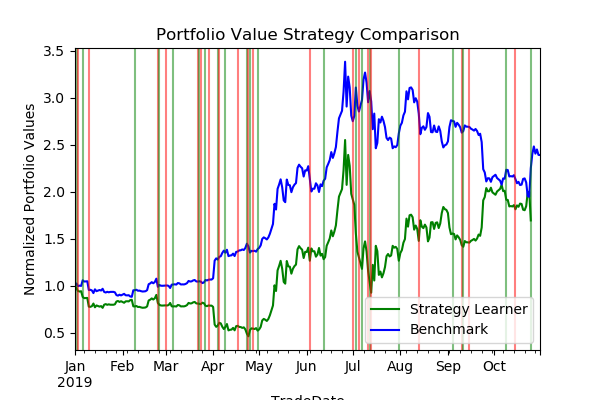 Portfolio Value Strategy Comparison
Normalized Portfolio Values
3.5
3.0
2.5
2.0
1.5
1.0
0.5
Strategy Learner
Benchmark
Jan Feb Mar Apr May Jun Jul Aug Sep Oct
2019
TradeDate